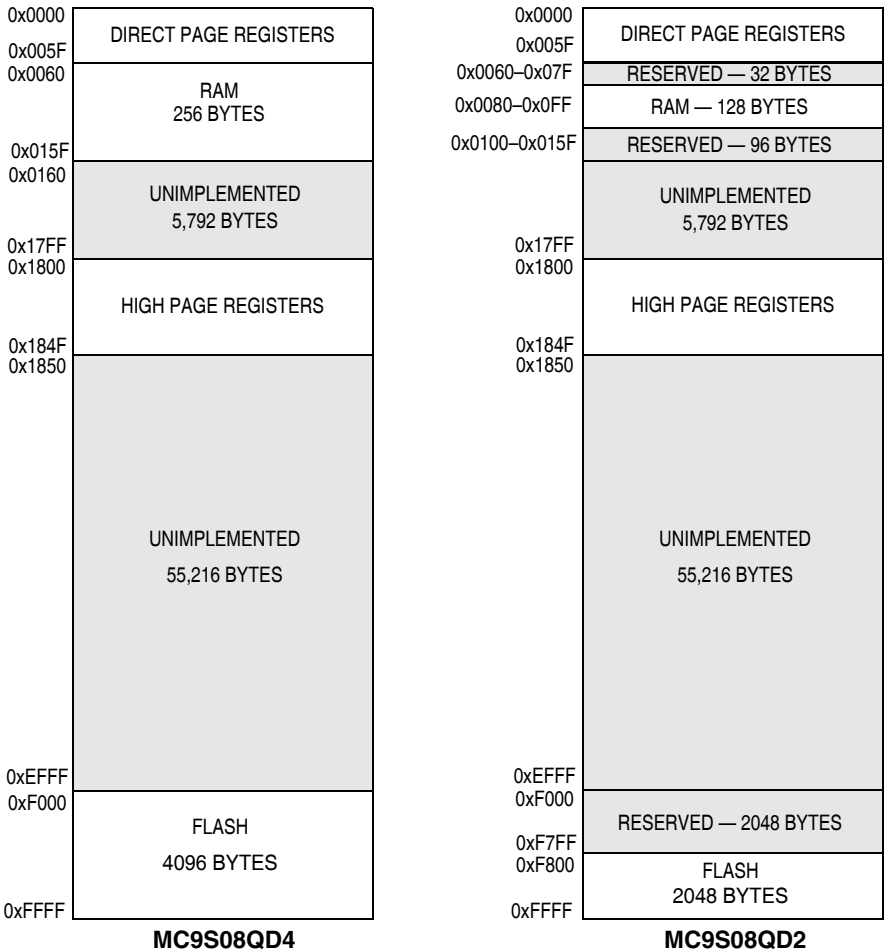 0x0000
DIRECT PAGE REGISTERS
0x005F
0x0060
RAM
256 BYTES
0x015F
0x0160
UNIMPLEMENTED
5,792 BYTES
0x17FF
0x1800
HIGH PAGE REGISTERS
0x184F
0x1850
UNIMPLEMENTED
55,216 BYTES
0xEFFF
0xF000
FLASH
4096 BYTES
0xFFFF
MC9S08QD4
0x0000
DIRECT PAGE REGISTERS
0x005F
0x0060–0x07F
RESERVED — 32 BYTES
0x0080–0x0FF
RAM — 128 BYTES
0x0100–0x015F
RESERVED — 96 BYTES
UNIMPLEMENTED
5,792 BYTES
0x17FF
0x1800
HIGH PAGE REGISTERS
0x184F
0x1850
UNIMPLEMENTED
55,216 BYTES
0xEFFF
0xF000
RESERVED — 2048 BYTES
0xF7FF
0xF800
FLASH
2048 BYTES
0xFFFF
MC9S08QD2